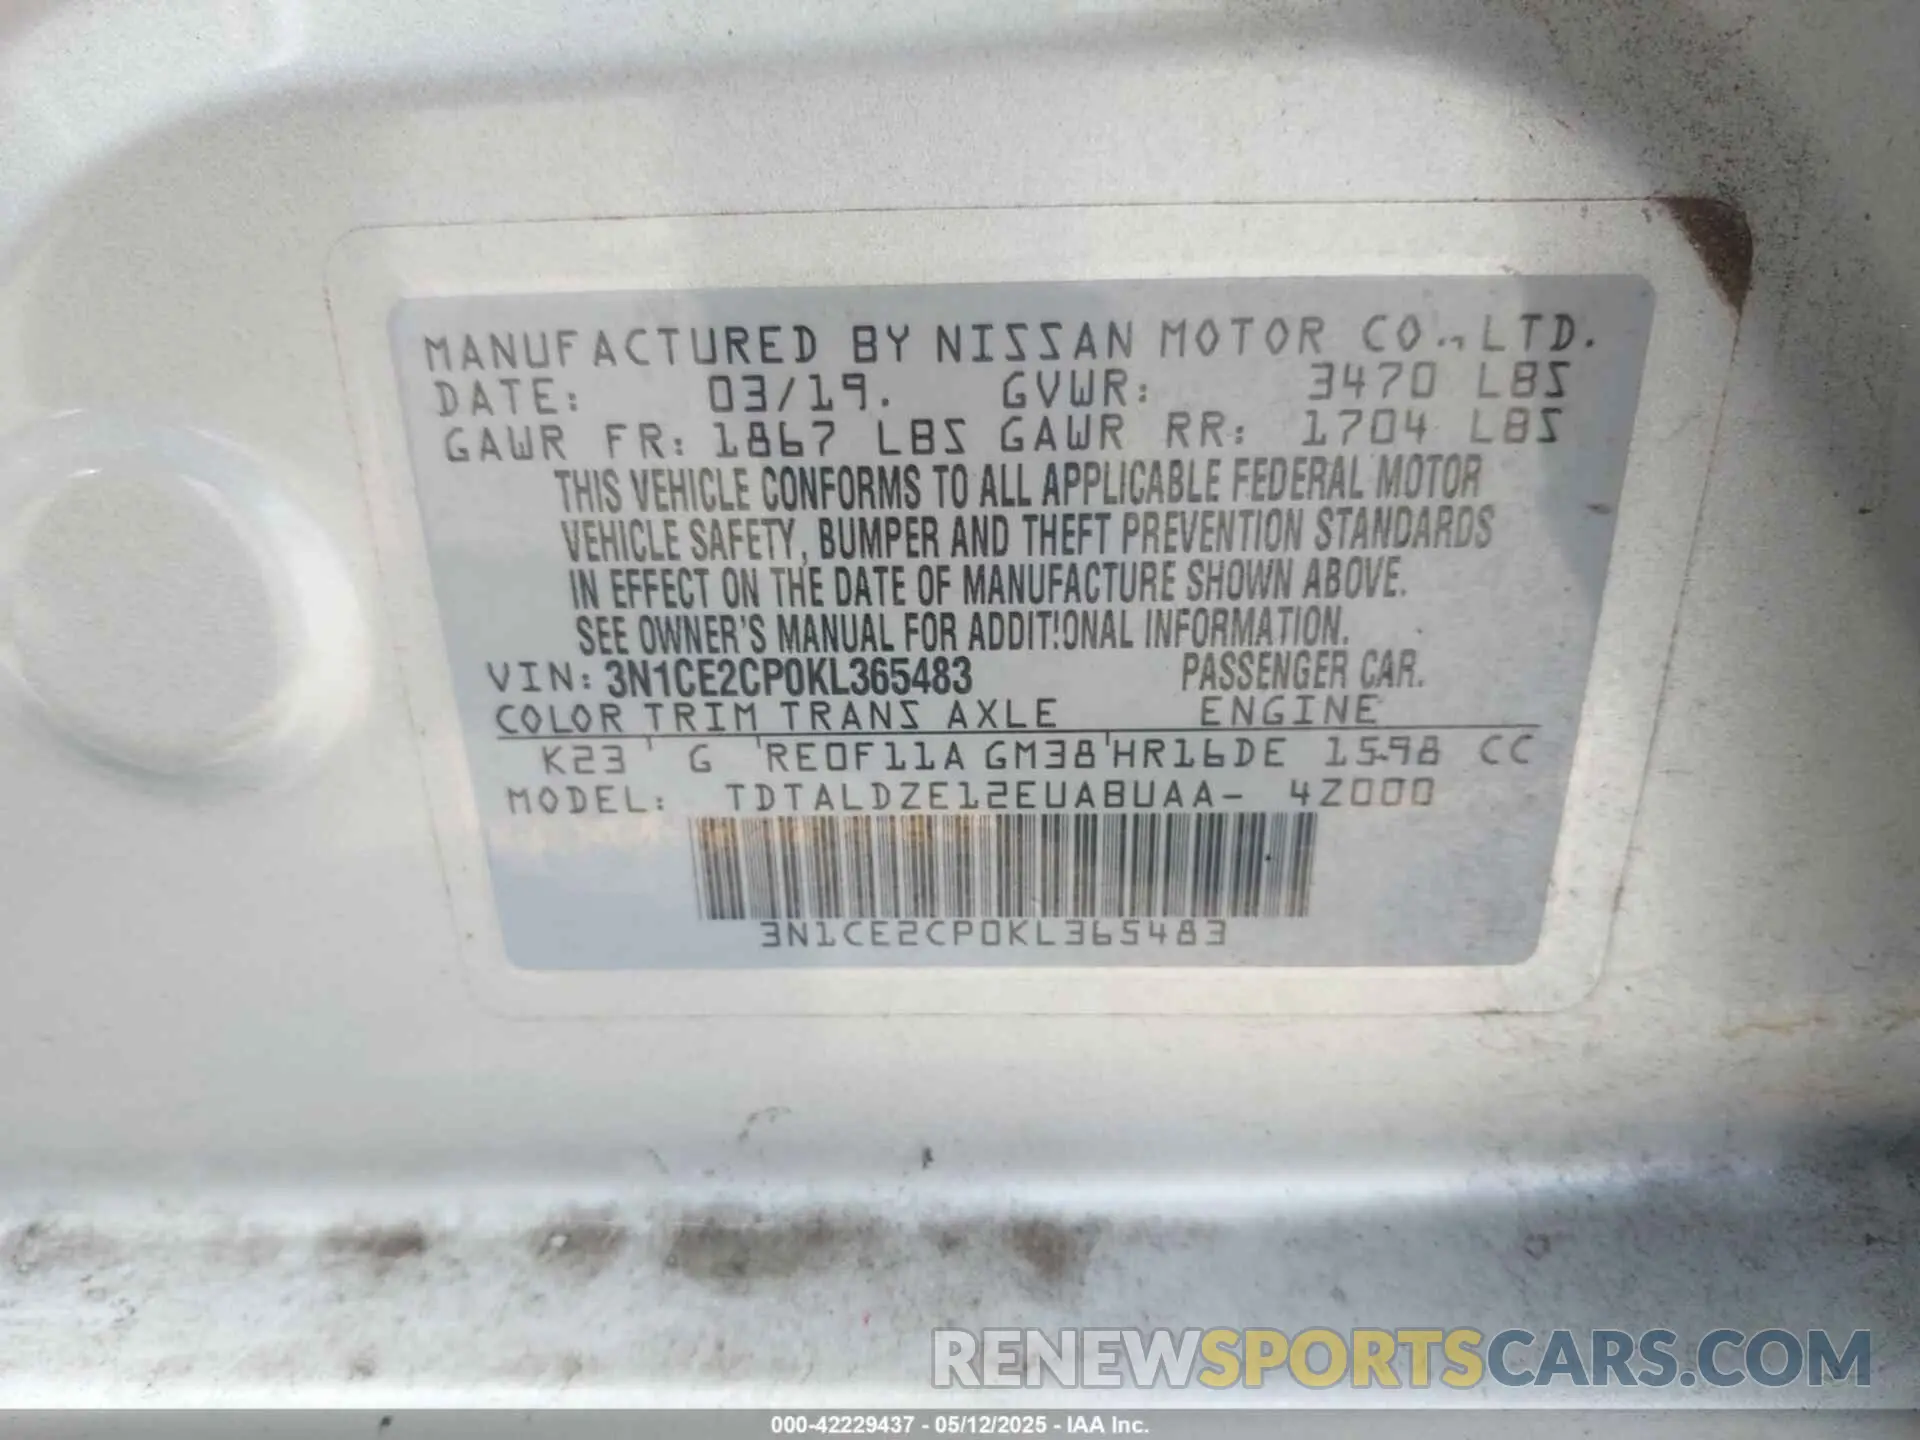 MANUFACTURED BY NISSAN MOTOR CO., LTD.
DATE: 03/19. GVWR: 3470 LBS
GAWR FR: 1867 LBS GAWR RR: 1704 LBS
THIS VEHICLE CONFORMS TO ALL APPLICABLE FEDERAL MOTOR
VEHICLE SAFETY, BUMPER AND THEFT PREVENTION STANDARDS
IN EFFECT ON THE DATE OF MANUFACTURE SHOWN ABOVE.
SEE OWNER'S MANUAL FOR ADDITIONAL INFORMATION.
VIN: 3N1CE2CP0KL365483 PASSENGER CAR.
COLOR TRIM TRANS AXLE ENGINE
K23 G RE0F11A GM38 HR16DE 1598 CC
MODEL: TDTALDZE12EUABUAA- 4Z000
3N1CE2CP0KL365483
RENEWSPORTSCARS.COM
000-42229437 - 05/12/2025 - IAA Inc.